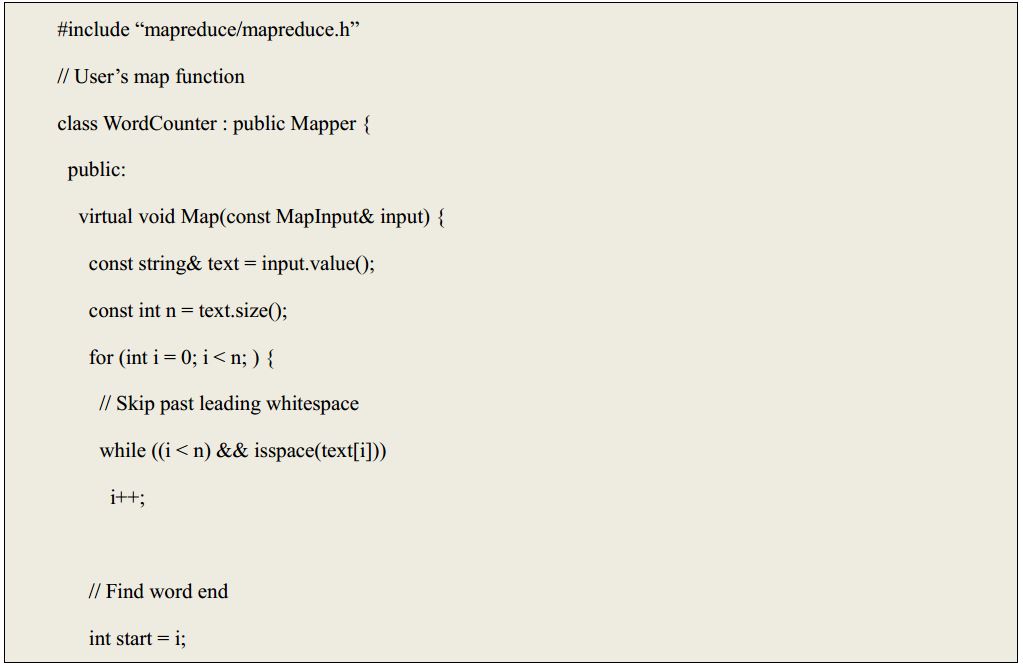 #include “mapreduce/mapreduce.h”
// User’s map function
class WordCounter : public Mapper {
public:
virtual void Map(const MapInput& input) {
const string& text = input.value();
const int n = text.size();
for (int i = 0; i < n; ) {
// Skip past leading whitespace
while ((i < n) && isspace(text[i]))
i++;
// Find word end
int start = i;